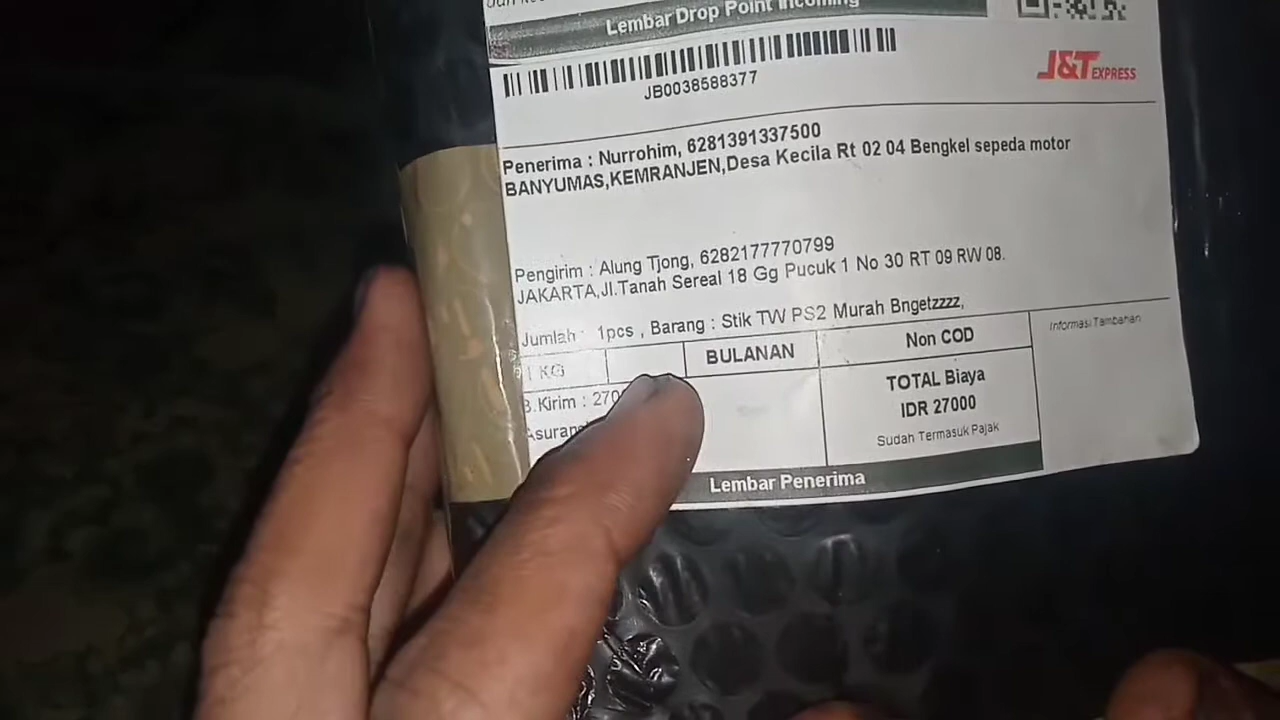 Lembar Drop Point Incoming
JB0038588377
J&T EXPRESS
Penerima : Nurrohim, 6281391337500
BANYUMAS,KEMRANJEN,Desa Kecila Rt 02 04 Bengkel sepeda motor
Pengirim : Alung Tjong, 6282177770799
JAKARTA,Jl.Tanah Sereal 18 Gg Pucuk 1 No 30 RT 09 RW 08.
Jumlah : 1pcs , Barang : Stik TW PS2 Murah Bngetzzzz,
Informasi Tambahan
1 KG
BULANAN
Non COD
B.Kirim :
TOTAL Biaya
IDR 27000
Sudah Termasuk Pajak
Lembar Penerima